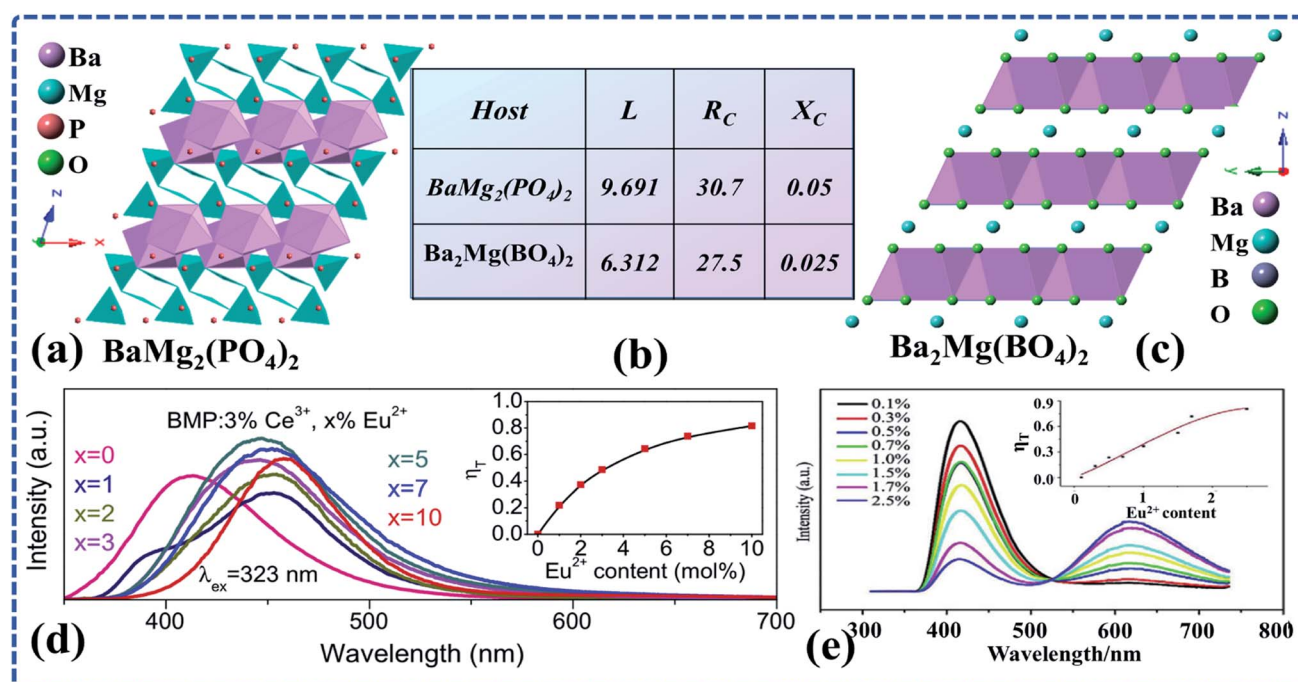 Ba
Mg
P
O
z
y
x
(a) BaMg₂(PO₄)₂
Host L R_C X_C
BaMg₂(PO₄)₂ 9.691 30.7 0.05
Ba₂Mg(BO₄)₂ 6.312 27.5 0.025
(b)
z
y
Ba
Mg
B
O
Ba₂Mg(BO₄)₂ (c)
BMP:3% Ce³⁺, x% Eu²⁺
x=0 x=5
x=1 x=7
x=2 x=10
x=3
λ_ex=323 nm
Intensity (a.u.)
400 500 600 700
Wavelength (nm)
η_T
1.0
0.8
0.6
0.4
0.2
0.0
0 2 4 6 8 10
Eu²⁺ content (mol%)
(d)
0.1%
0.3%
0.5%
0.7%
1.0%
1.5%
1.7%
2.5%
Intensity (a.u.)
η_T
0.9
0.6
0.3
0.0
0 1 2
Eu²⁺ content
300 400 500 600 700 800
Wavelength/nm
(e)